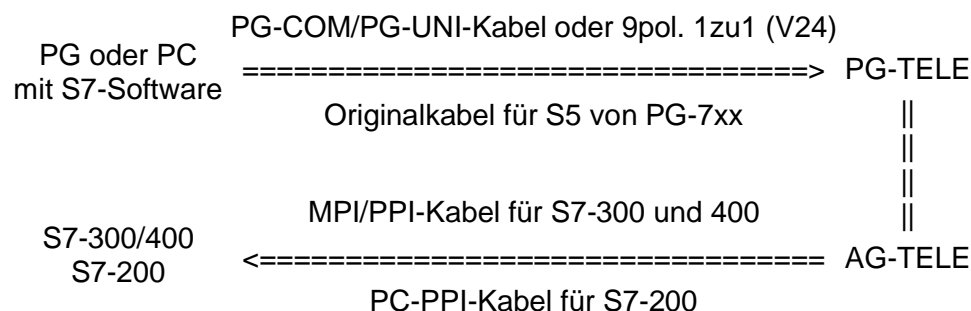 PG-COM/PG-UNI-Kabel oder 9pol. 1zu1 (V24)
PG oder PC
mit S7-Software
=================================> PG-TELE
Originalkabel für S5 von PG-7xx
||
||
||
||
MPI/PPI-Kabel für S7-300 und 400
S7-300/400
S7-200
<================================= AG-TELE
PC-PPI-Kabel für S7-200